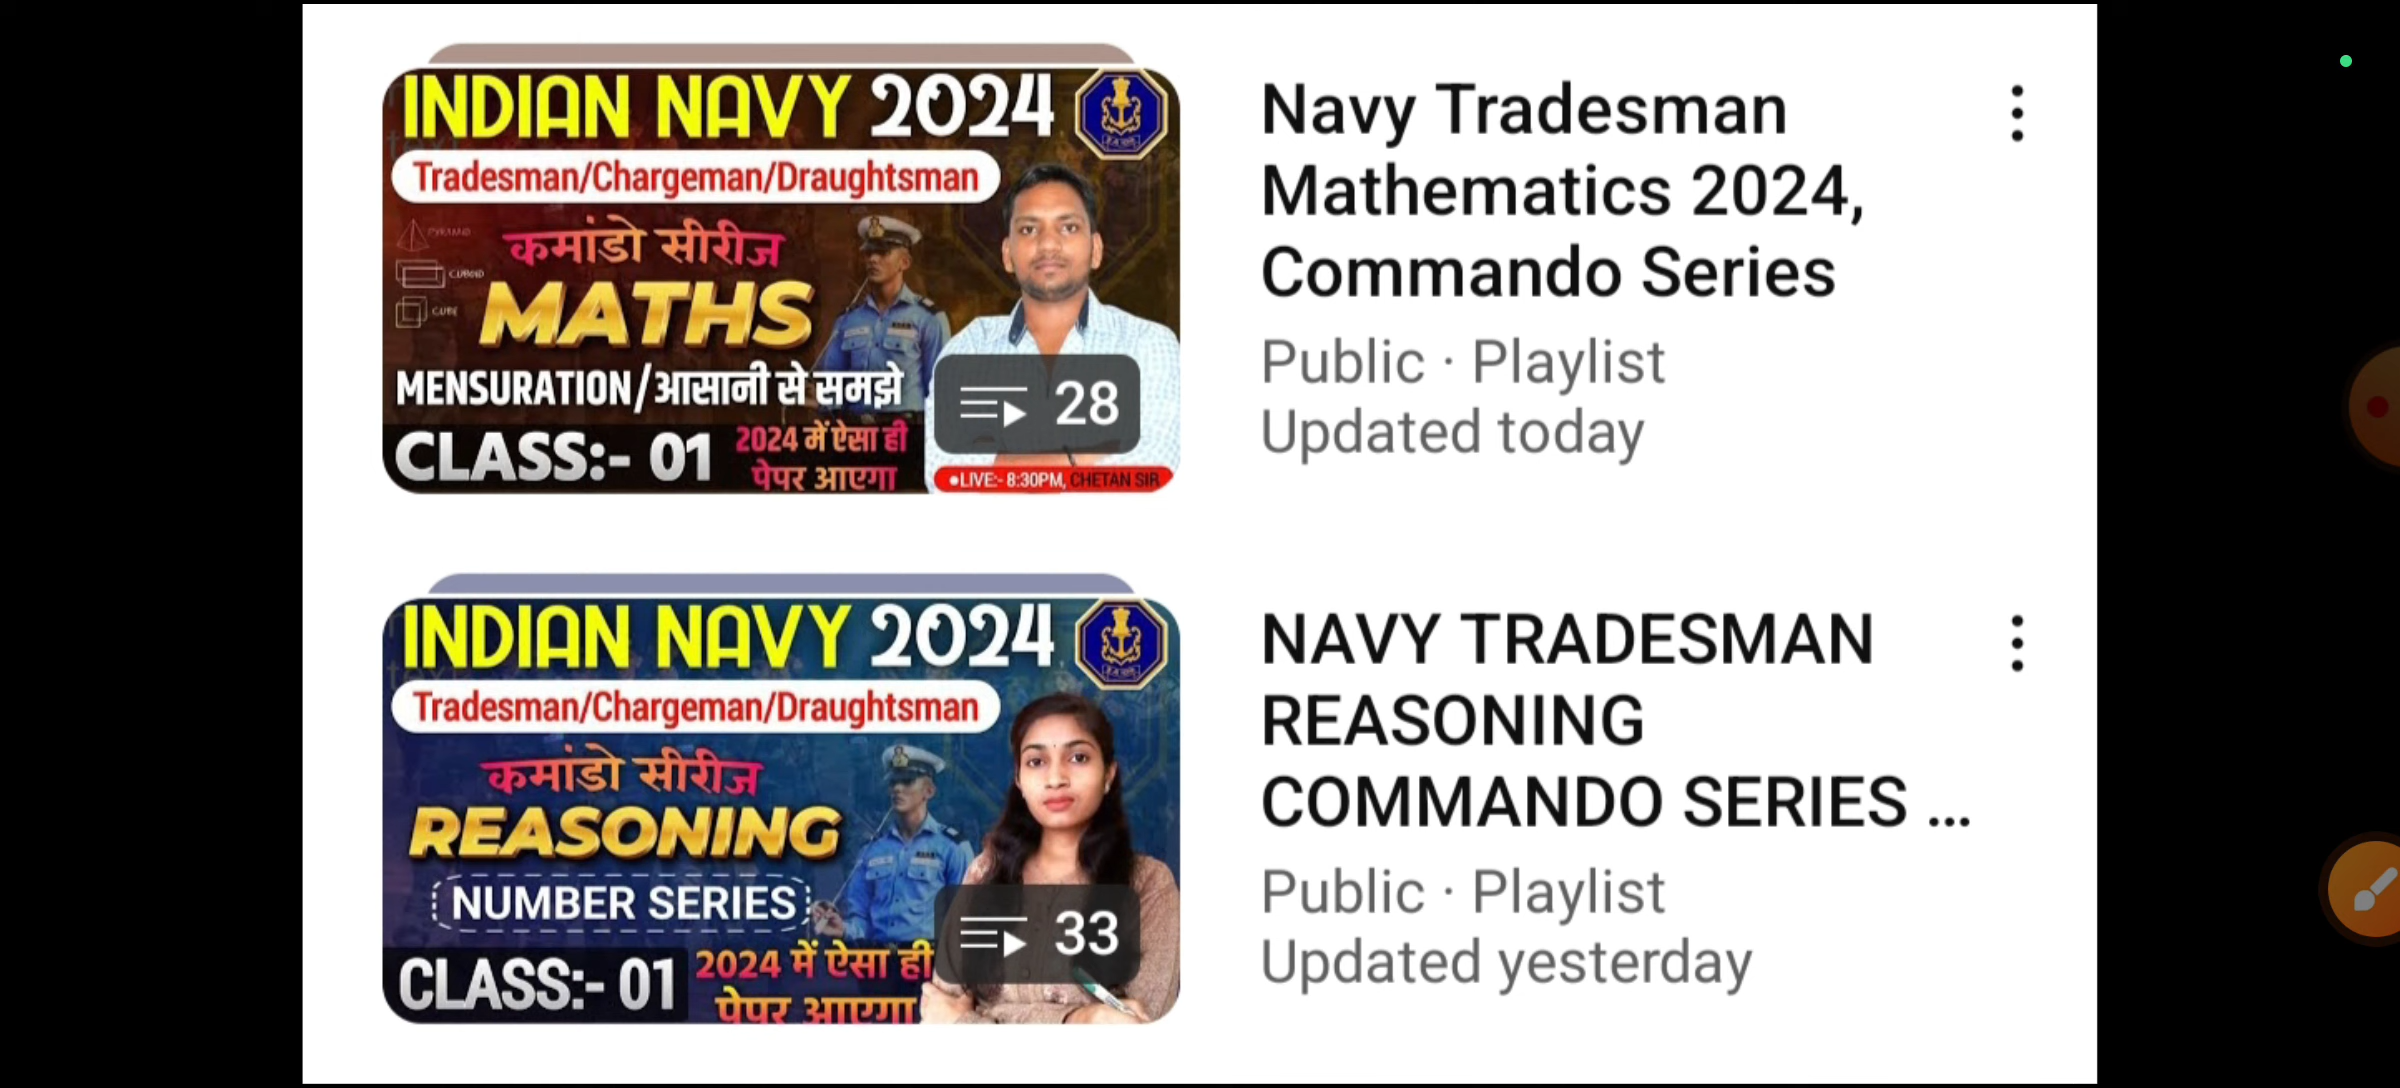 INDIAN NAVY 2024
Tradesman/Chargeman/Draughtsman
PYRAMID
CUBOID
CUBE
कमांडो सीरीज
MATHS
MENSURATION/आसानी से समझे
CLASS:- 01
2024 में ऐसा ही
पेपर आएगा
28
●LIVE:- 8:30PM, CHETAN SIR
Navy Tradesman
Mathematics 2024,
Commando Series
Public · Playlist
Updated today
INDIAN NAVY 2024
Tradesman/Chargeman/Draughtsman
कमांडो सीरीज
REASONING
NUMBER SERIES
CLASS:- 01
2024 में ऐसा ही
पेपर आएगा
33
NAVY TRADESMAN
REASONING
COMMANDO SERIES ...
Public · Playlist
Updated yesterday